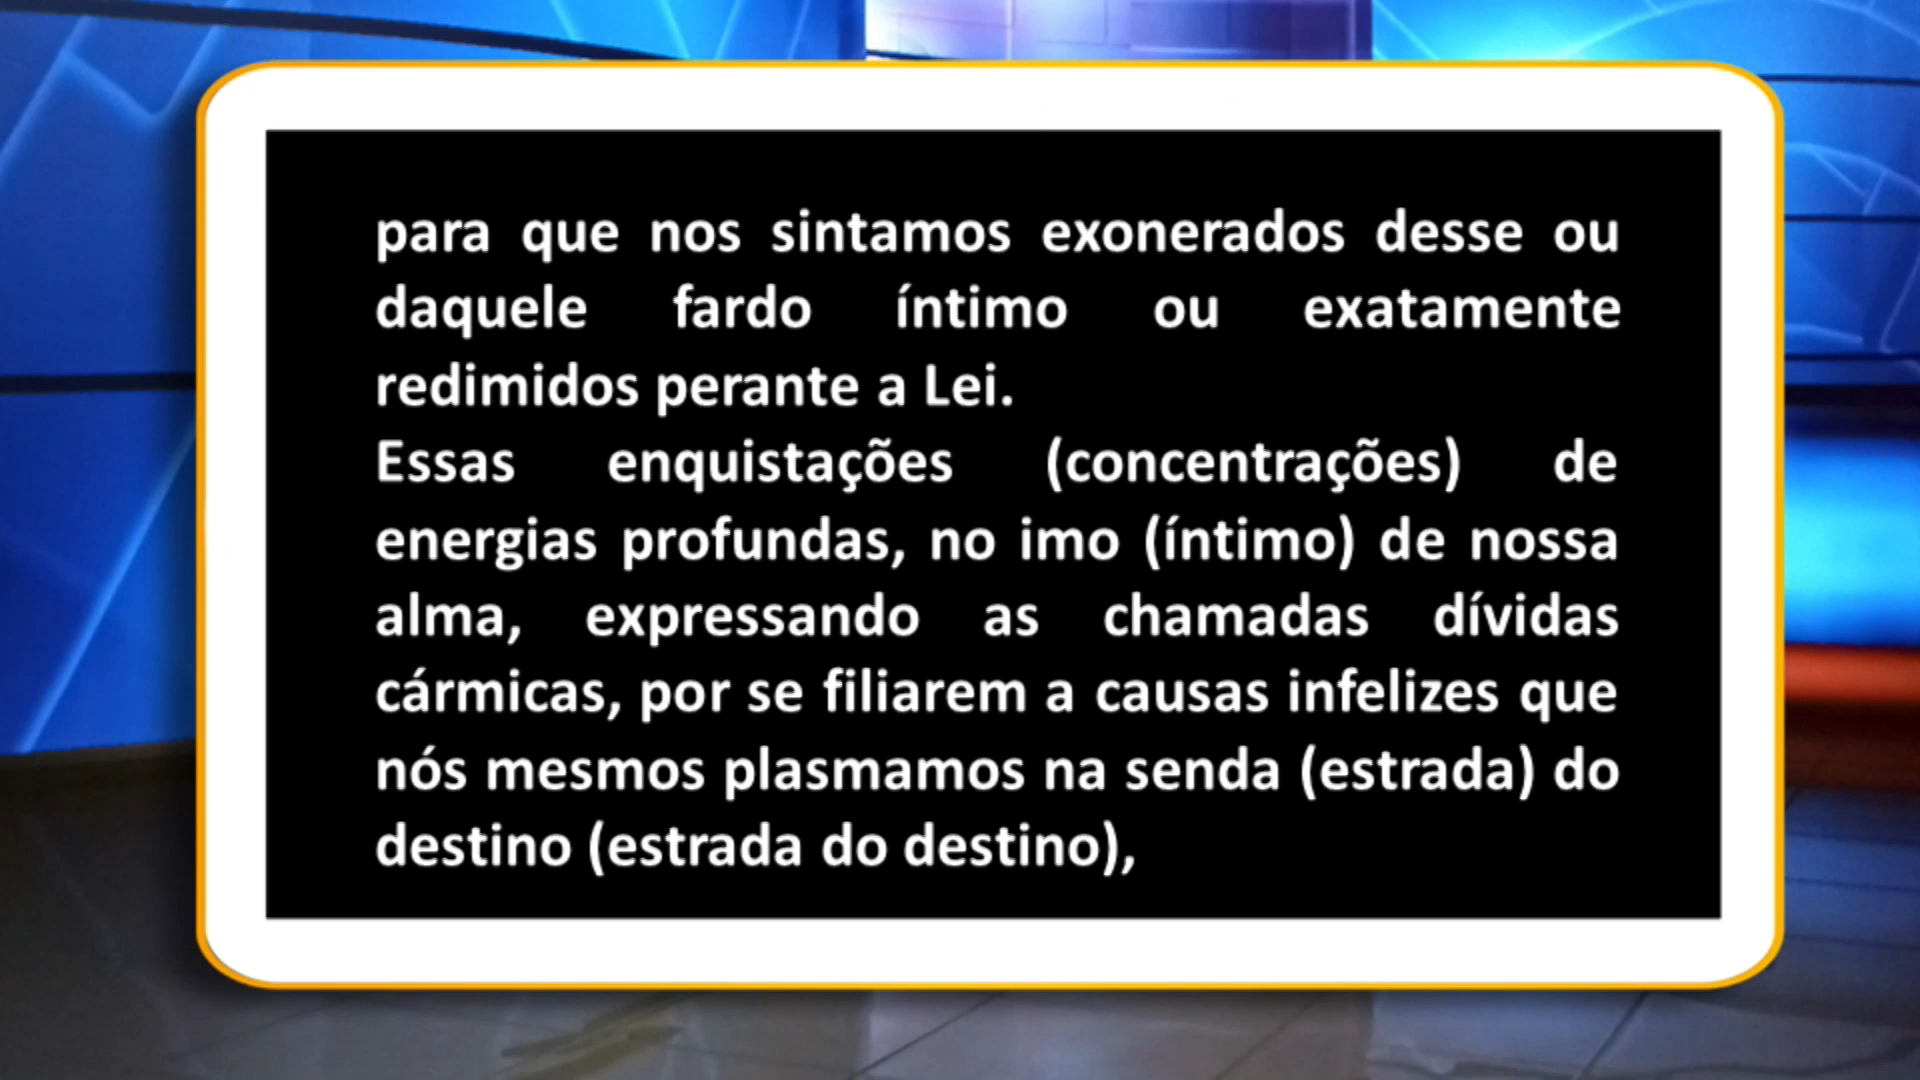 para que nos sintamos exonerados desse ou
daquele fardo íntimo ou exatamente
redimidos perante a Lei.
Essas enquistações (concentrações) de
energias profundas, no imo (íntimo) de nossa
alma, expressando as chamadas dívidas
cármicas, por se filiarem a causas infelizes que
nós mesmos plasmamos na senda (estrada) do
destino (estrada do destino),